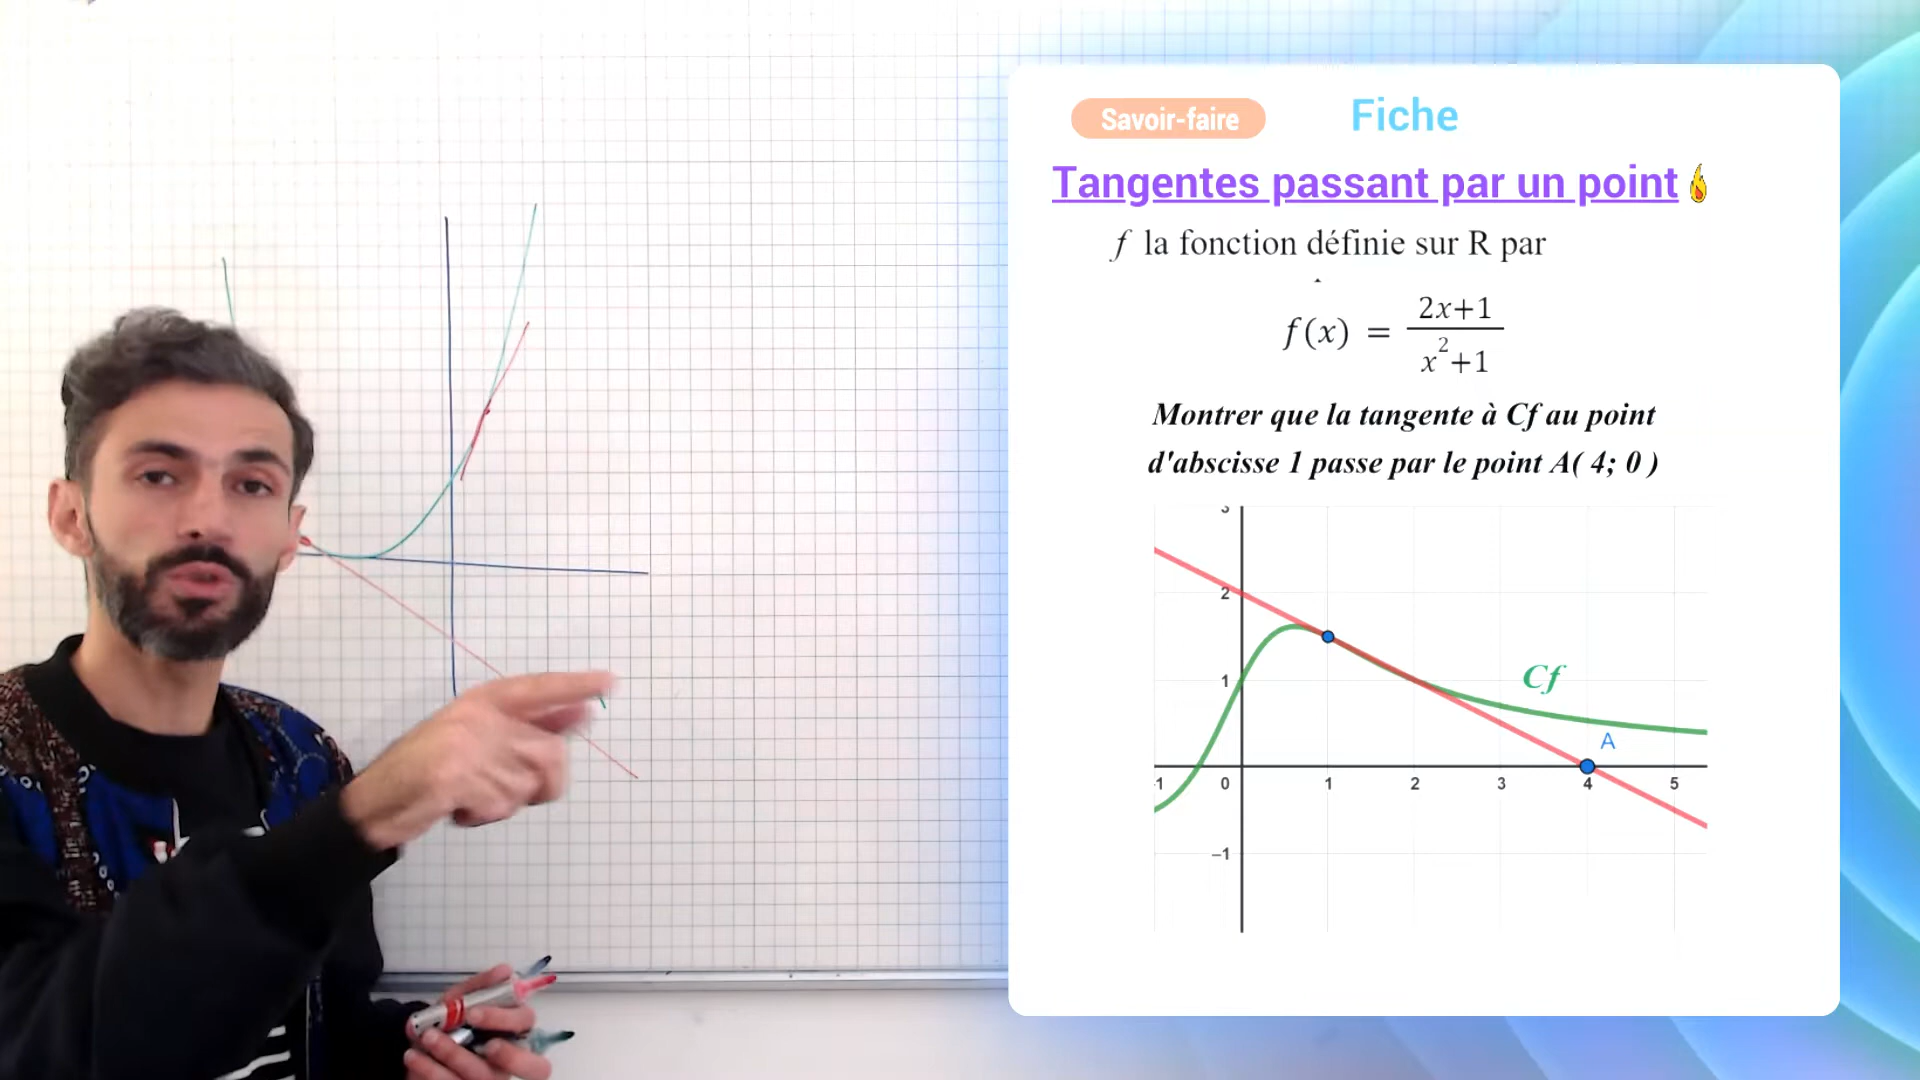 Savoir-faire
Fiche
Tangentes passant par un point
f la fonction définie sur R par
f(x) = 2x+1 / x²+1
Montrer que la tangente à Cf au point
d'abscisse 1 passe par le point A( 4; 0 )
3
2
1
Cf
A
-1 0 1 2 3 4 5
−1